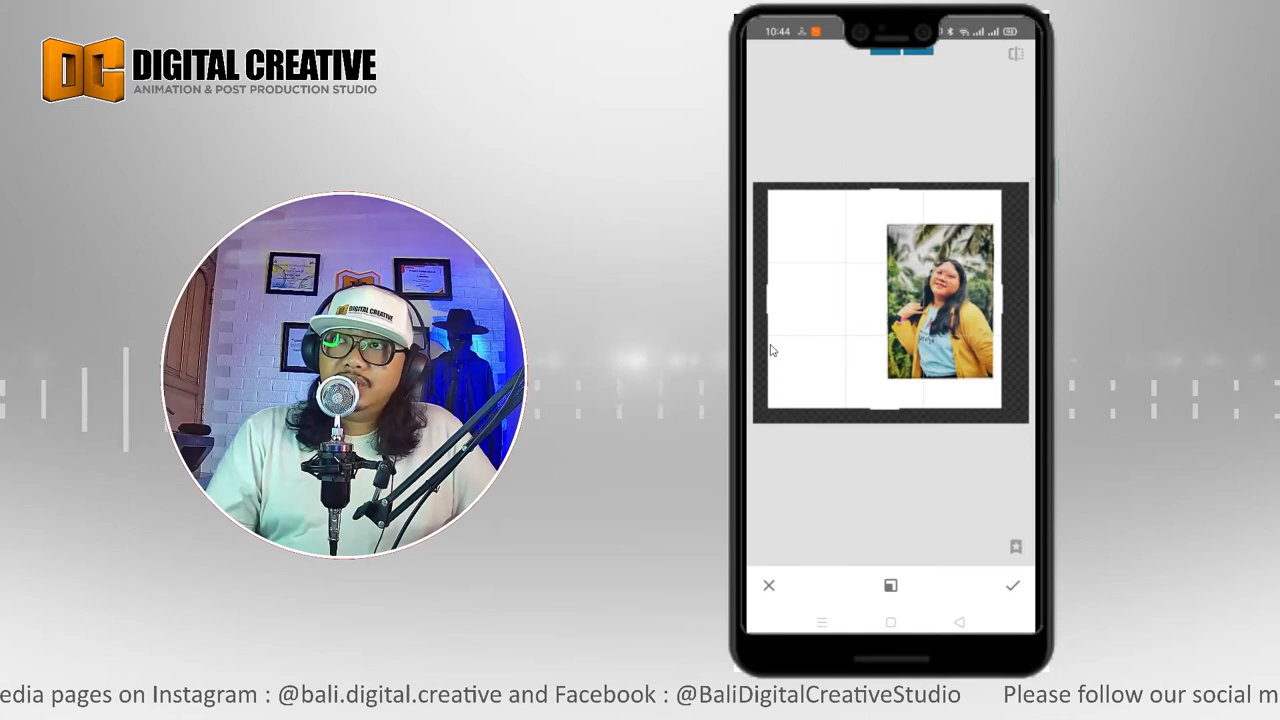 DIGITAL CREATIVE
ANIMATION & POST PRODUCTION STUDIO
10:44
DIGITAL CREATIVE
edia pages on Instagram : @bali.digital.creative and Facebook : @BaliDigitalCreativeStudio Please follow our social m